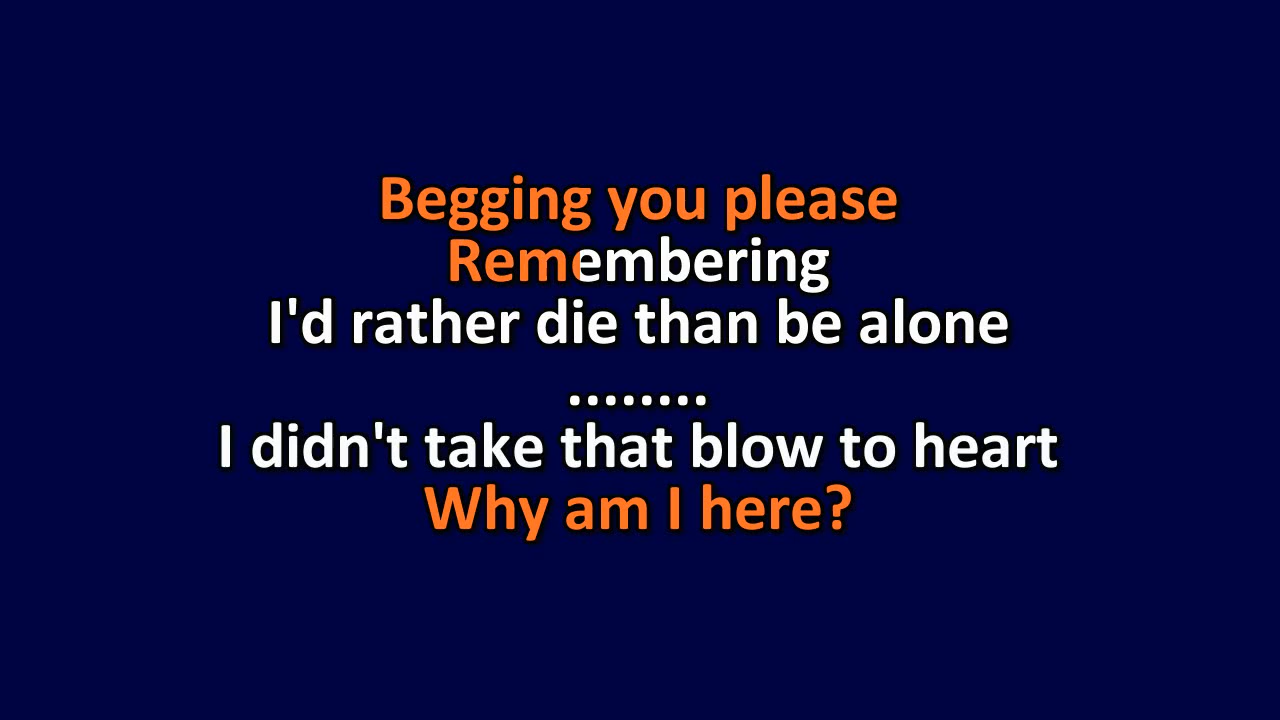 Begging you please
Remembering
I'd rather die than be alone
........
I didn't take that blow to heart
Why am I here?